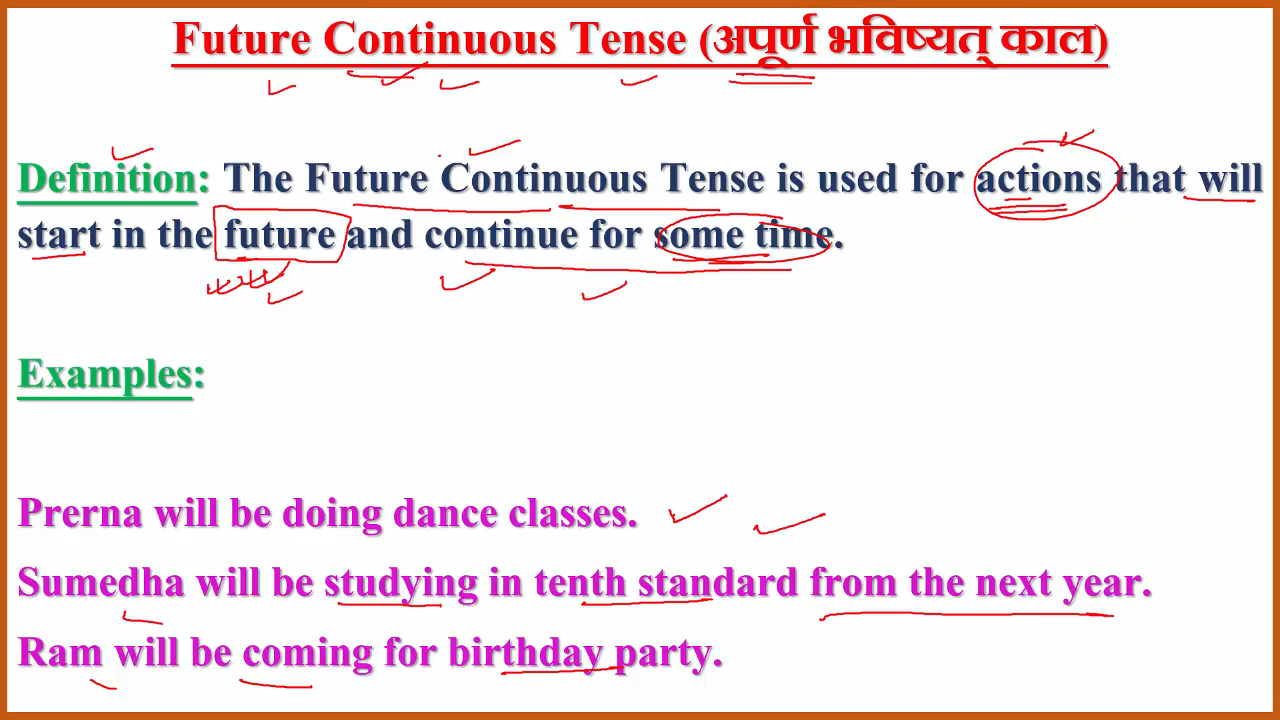 Future Continuous Tense (अपूर्ण भविष्यत् काल)
Definition: The Future Continuous Tense is used for actions that will
start in the future and continue for some time.
Examples:
Prerna will be doing dance classes.
Sumedha will be studying in tenth standard from the next year.
Ram will be coming for birthday party.